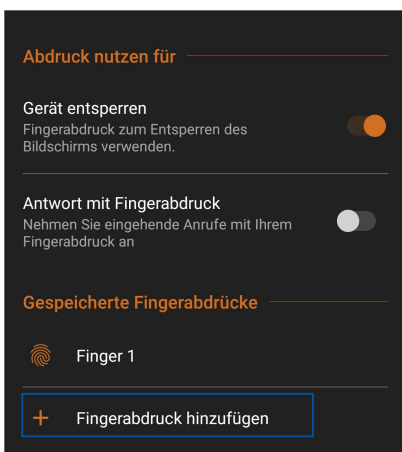 Abdruck nutzen für
Gerät entsperren
Fingerabdruck zum Entsperren des
Bildschirms verwenden.
Antwort mit Fingerabdruck
Nehmen Sie eingehende Anrufe mit Ihrem
Fingerabdruck an
Gespeicherte Fingerabdrücke
Finger 1
+ Fingerabdruck hinzufügen